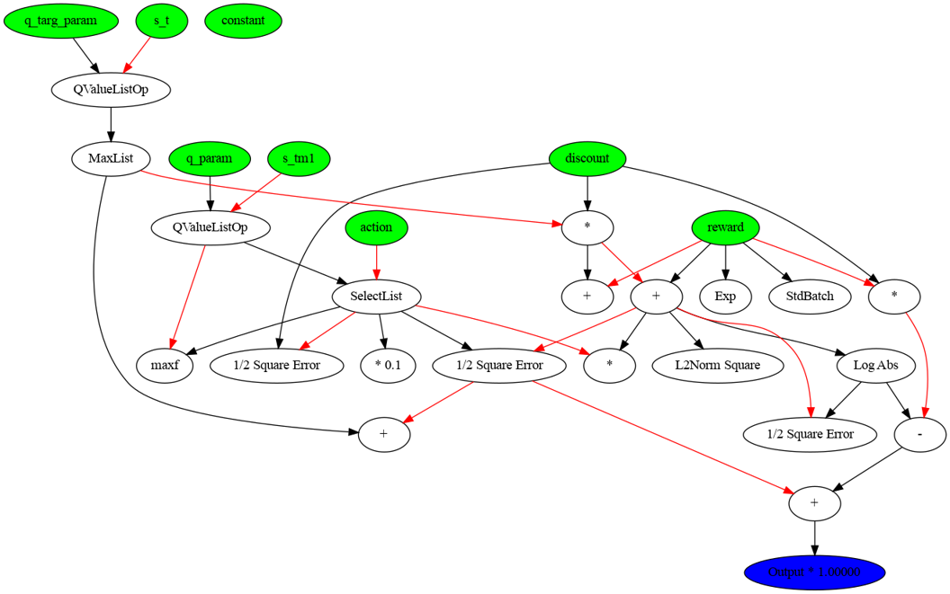 q_targ_param
s_t
constant
QValueListOp
MaxList
q_param
s_tm1
discount
QValueListOp
action
*
reward
SelectList
+
+
Exp
StdBatch
*
maxf
1/2 Square Error
* 0.1
1/2 Square Error
*
L2Norm Square
Log Abs
+
1/2 Square Error
-
+
Output * 1.00000